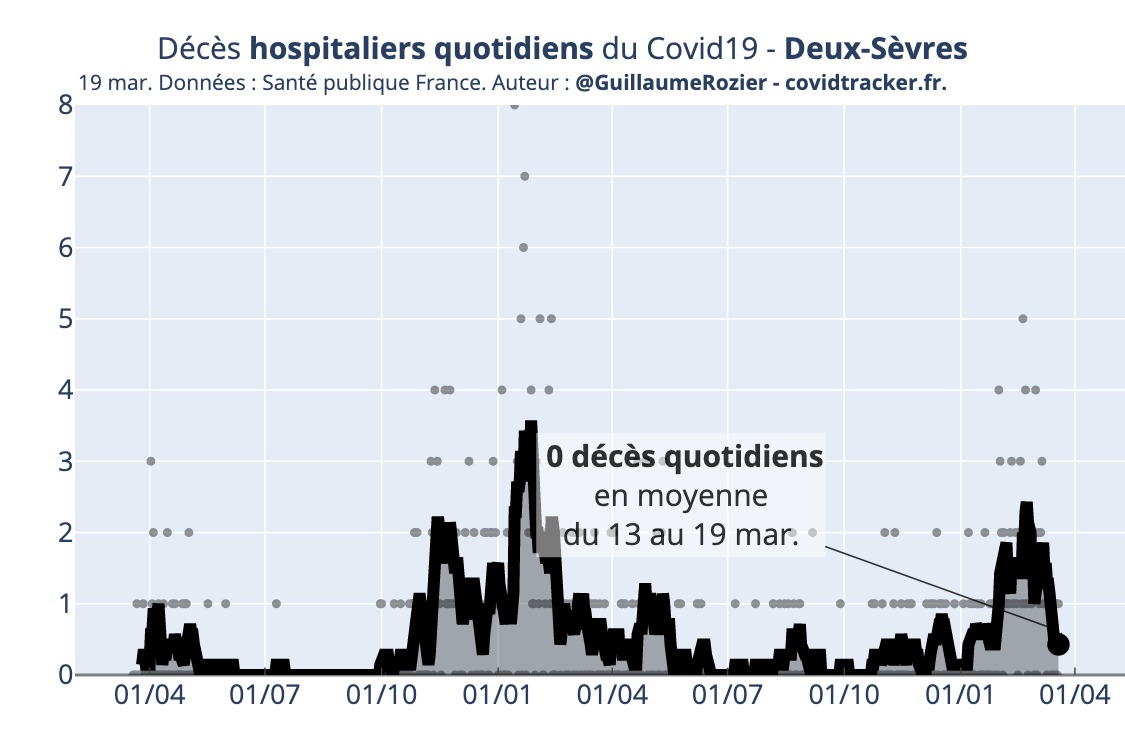 Décès hospitaliers quotidiens du Covid19 - Deux-Sèvres
19 mar. Données : Santé publique France. Auteur : @GuillaumeRozier - covidtracker.fr.
8
7
6
5
4
3
2
1
0
0 décès quotidiens
en moyenne
du 13 au 19 mar.
01/04 01/07 01/10 01/01 01/04 01/07 01/10 01/01 01/04